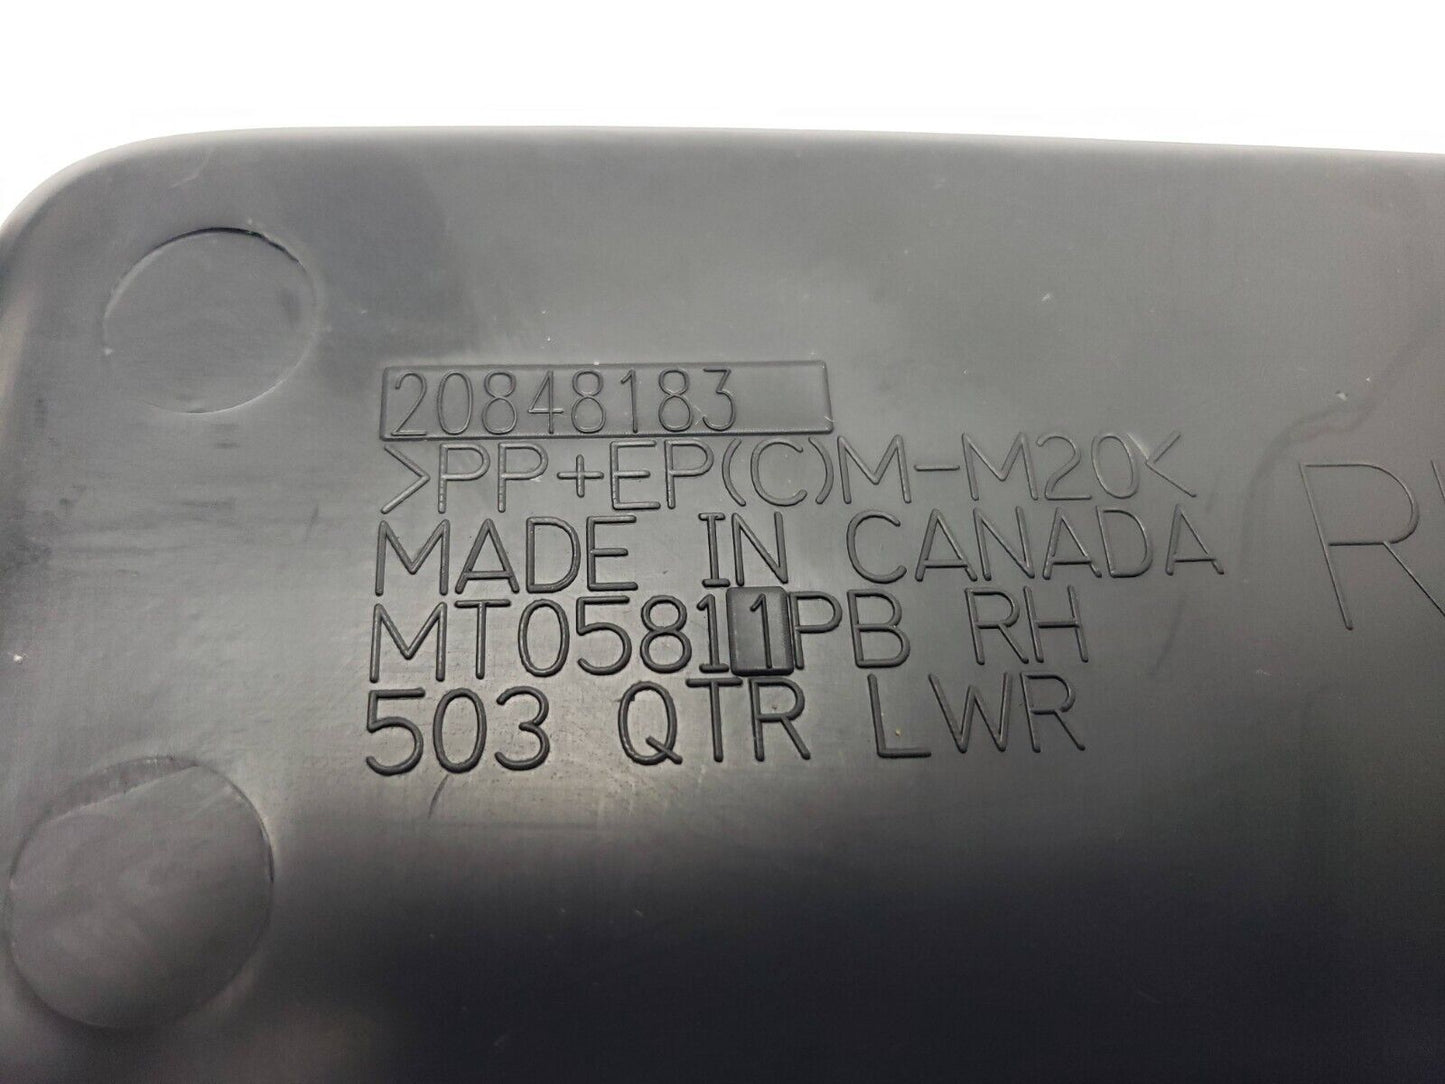 20848183
>PP+EP(C)M-M20<
MADE IN CANADA
MT05811PB RH
503 QTR LWR
R